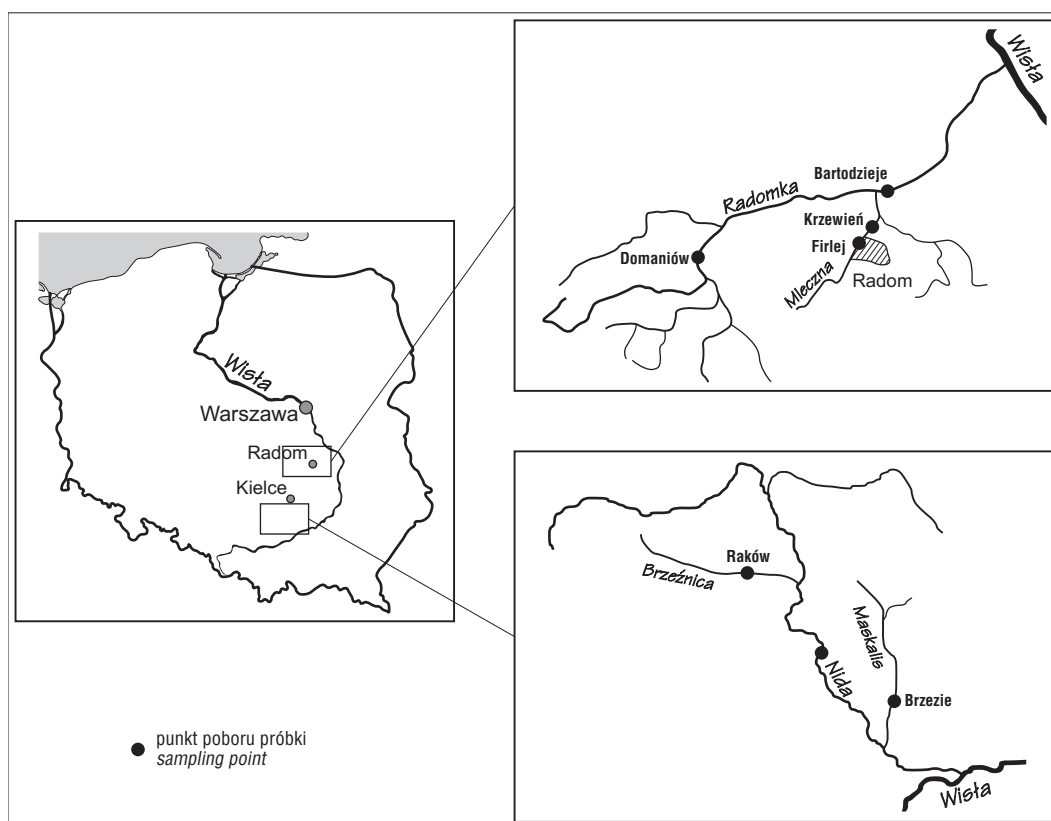 Wisła
Warszawa
Radom
Kielce
punkt poboru próbki
sampling point
Wisła
Bartodzieje
Radomka
Krzewień
Firlej
Domaniów
Mleczna
Radom
Raków
Brzeźnica
Maskalis
Nida
Brzezie
Wisła